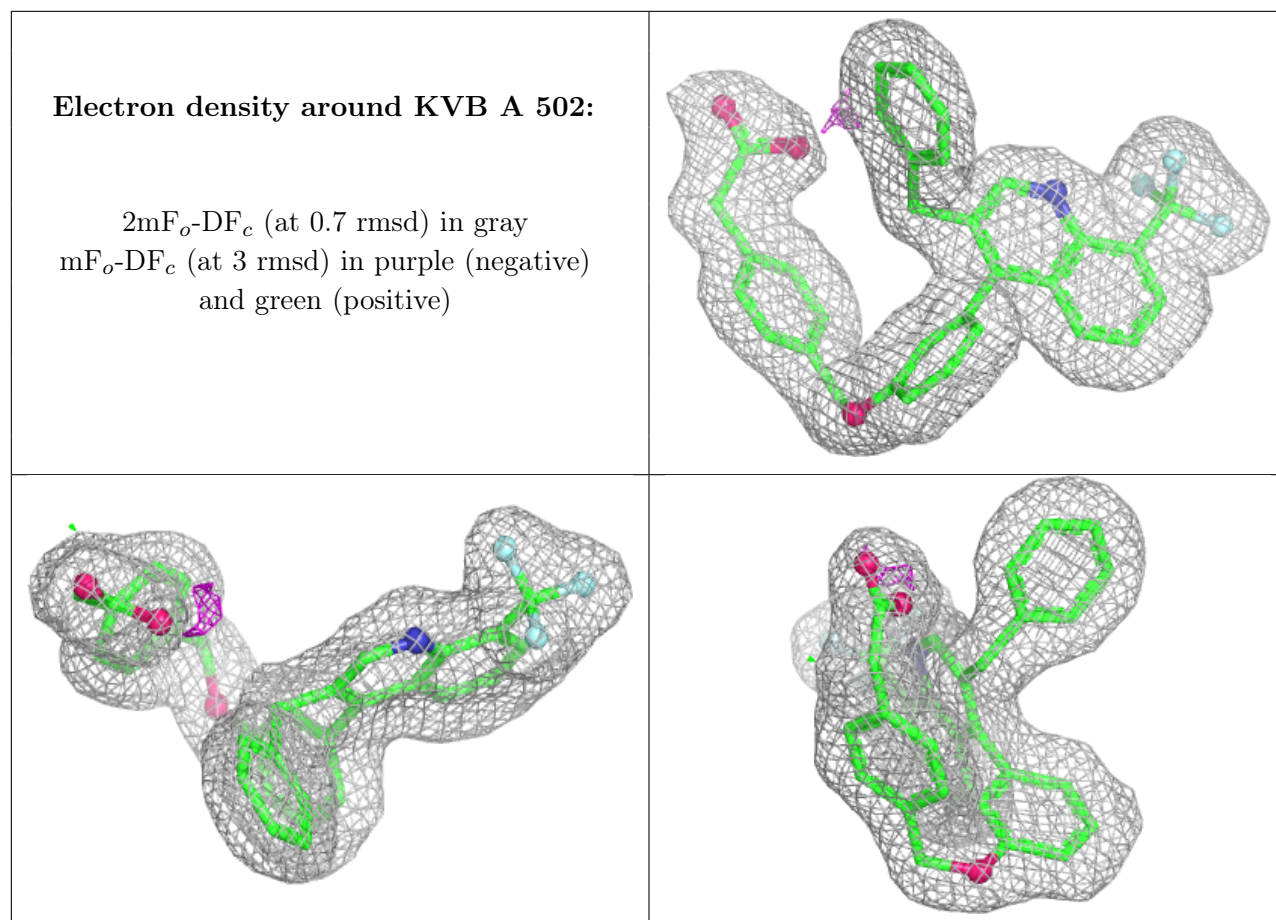 Electron density around KVB A 502:
2mFo-DFc (at 0.7 rmsd) in gray
mFo-DFc (at 3 rmsd) in purple (negative)
and green (positive)